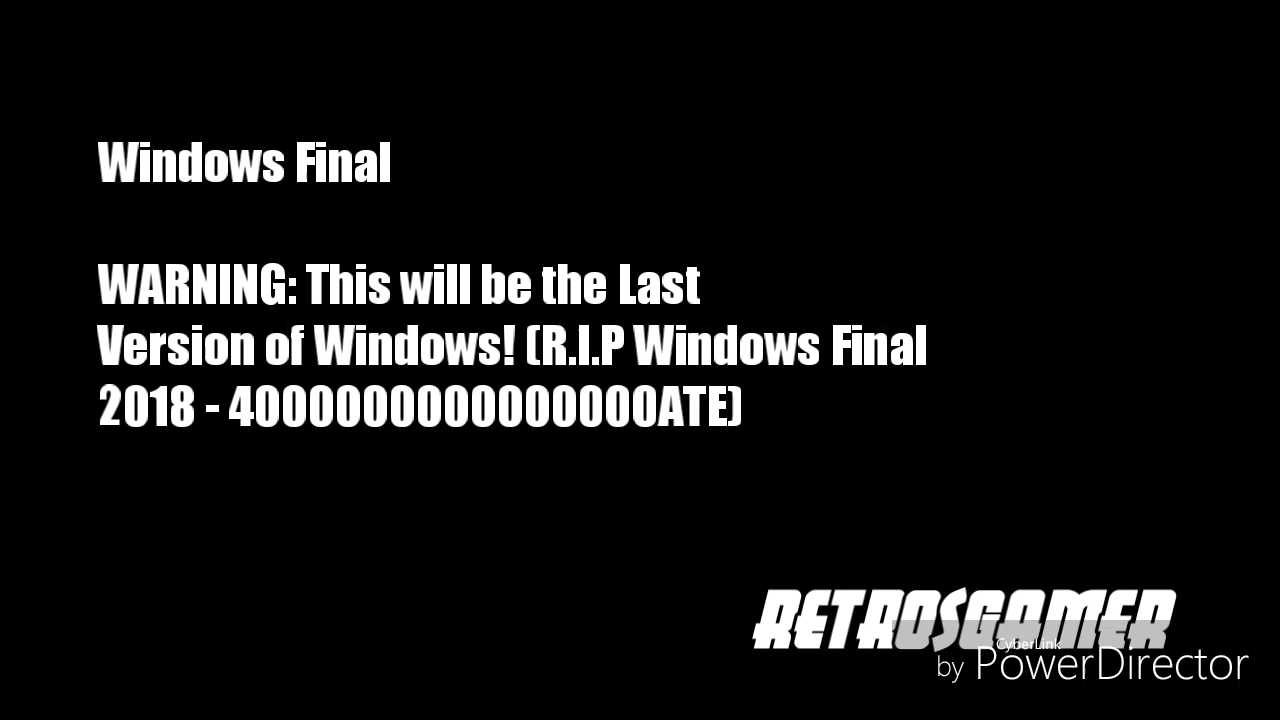 Windows Final
WARNING: This will be the Last
Version of Windows! (R.I.P Windows Final
2018 - 4000000000000000ATE)
RETROSGAMER
CyberLink
by PowerDirector